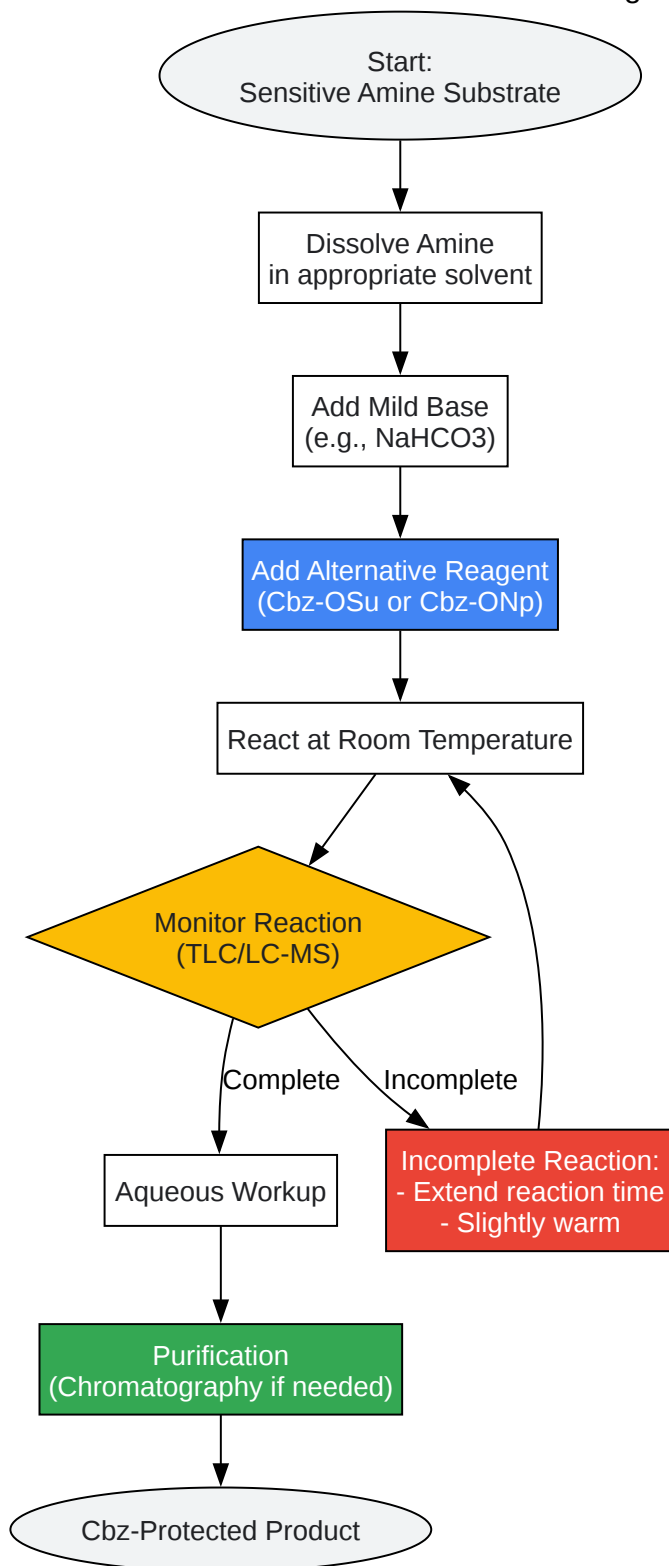 g
Start:
Sensitive Amine Substrate
Dissolve Amine
in appropriate solvent
Add Mild Base
(e.g., NaHCO3)
Add Alternative Reagent
(Cbz-OSu or Cbz-ONp)
React at Room Temperature
Monitor Reaction
(TLC/LC-MS)
Complete
Incomplete
Incomplete Reaction:
- Extend reaction time
- Slightly warm
Aqueous Workup
Purification
(Chromatography if needed)
Cbz-Protected Product